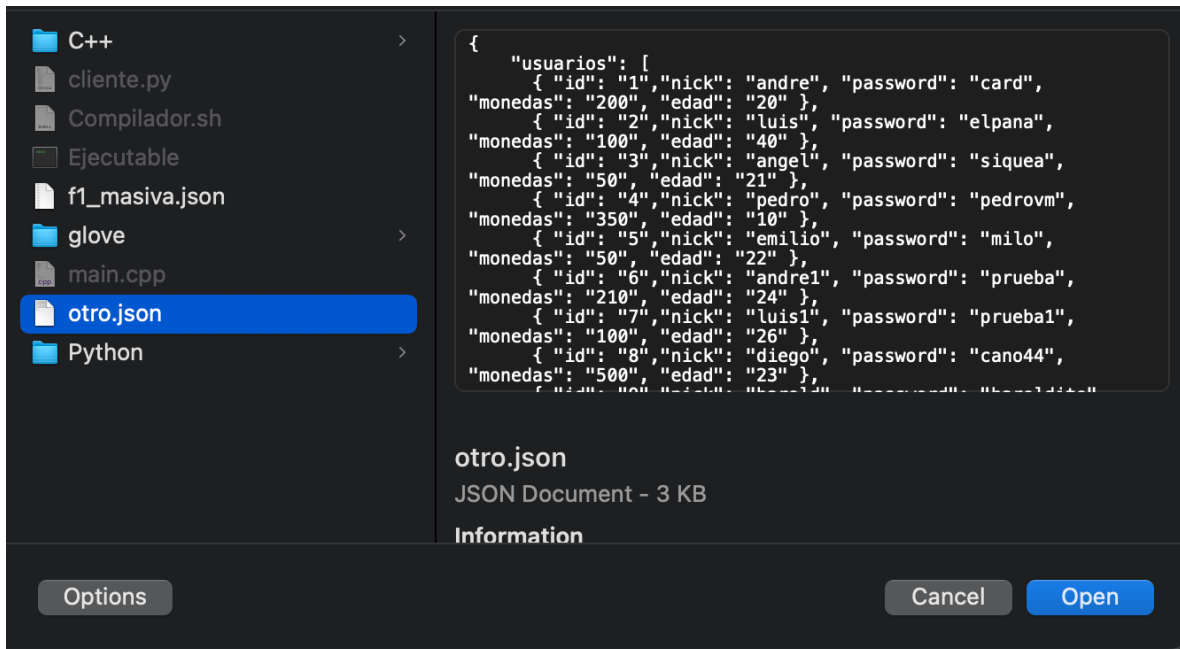 C++
cliente.py
Compilador.sh
Ejecutable
f1_masiva.json
glove
main.cpp
otro.json
Python
{
"usuarios": [
{ "id": "1","nick": "andre", "password": "card",
"monedas": "200", "edad": "20" },
{ "id": "2","nick": "luis", "password": "elpana",
"monedas": "100", "edad": "40" },
{ "id": "3","nick": "angel", "password": "siquea",
"monedas": "50", "edad": "21" },
{ "id": "4","nick": "pedro", "password": "pedrovm",
"monedas": "350", "edad": "10" },
{ "id": "5","nick": "emilio", "password": "milo",
"monedas": "50", "edad": "22" },
{ "id": "6","nick": "andre1", "password": "prueba",
"monedas": "210", "edad": "24" },
{ "id": "7","nick": "luis1", "password": "prueba1",
"monedas": "100", "edad": "26" },
{ "id": "8","nick": "diego", "password": "cano44",
"monedas": "500", "edad": "23" },
otro.json
JSON Document - 3 KB
Information
Options
Cancel
Open